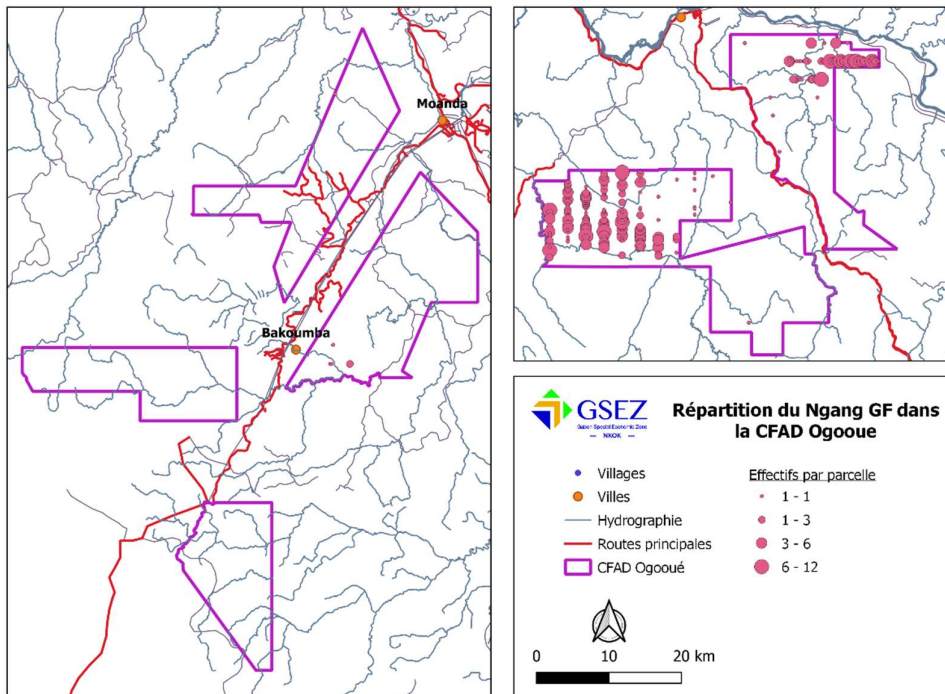 Moanda
Bakoumba
GSEZ
Gabon Special Economic Zone
— NKOK —
Répartition du Ngang GF dans
la CFAD Ogooue
Villages
Villes
Hydrographie
Routes principales
CFAD Ogooué
Effectifs par parcelle
1 - 1
1 - 3
3 - 6
6 - 12
0 10 20 km